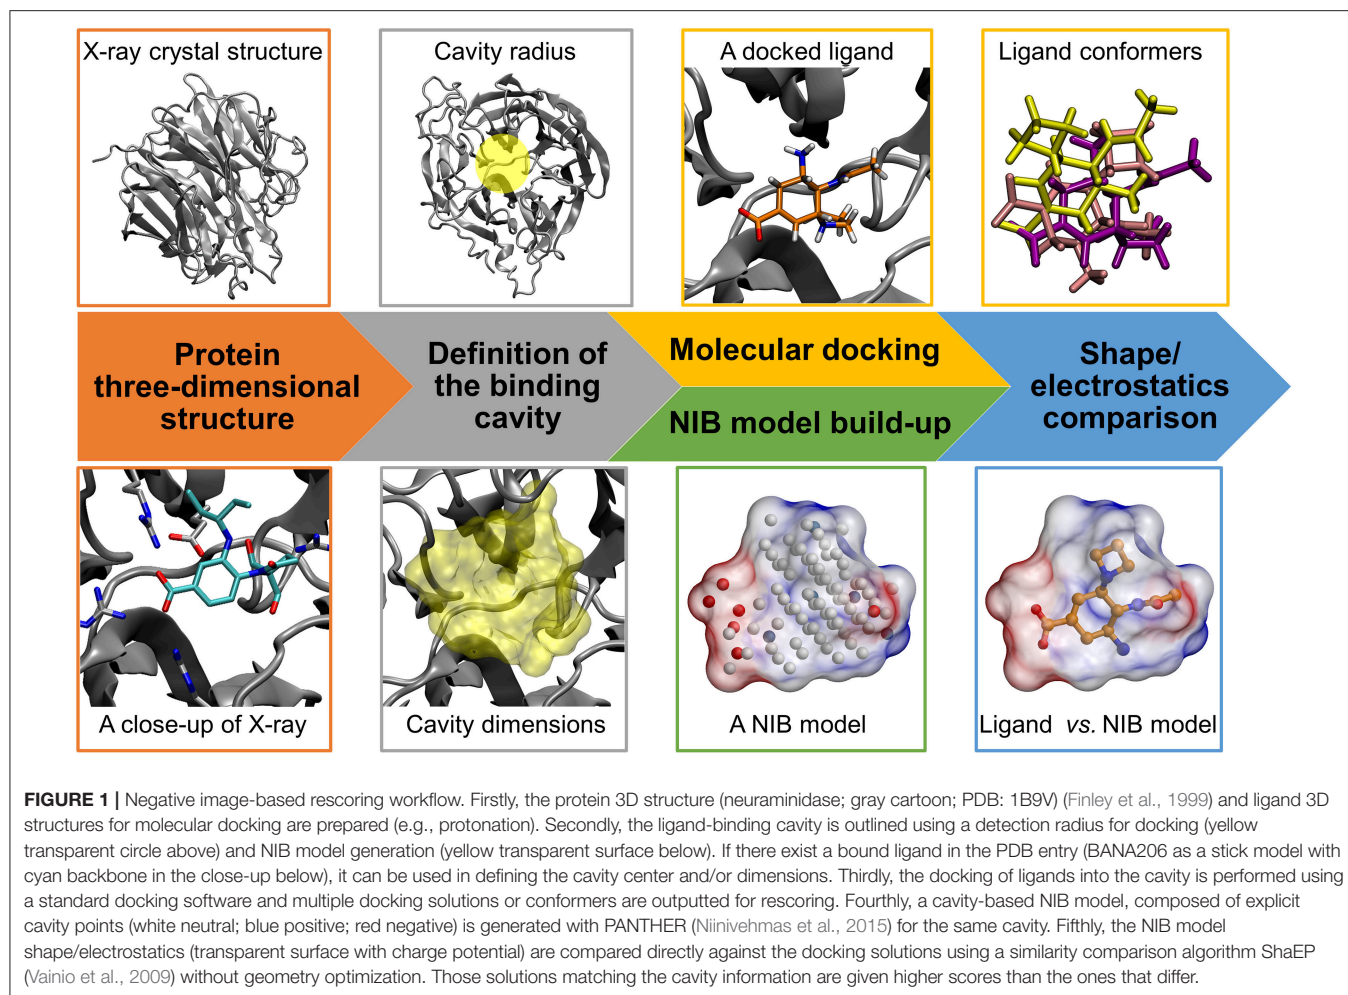 X-ray crystal structure
Cavity radius
A docked ligand
Ligand conformers
Protein
three-dimensional
structure
Definition of
the binding
cavity
Molecular docking
NIB model build-up
Shape/
electrostatics
comparison
A close-up of X-ray
Cavity dimensions
A NIB model
Ligand vs. NIB model
FIGURE 1 | Negative image-based rescoring workflow. Firstly, the protein 3D structure (neuraminidase; gray cartoon; PDB: 1B9V) (Finley et al., 1999) and ligand 3D
structures for molecular docking are prepared (e.g., protonation). Secondly, the ligand-binding cavity is outlined using a detection radius for docking (yellow
transparent circle above) and NIB model generation (yellow transparent surface below). If there exist a bound ligand in the PDB entry (BANA206 as a stick model with
cyan backbone in the close-up below), it can be used in defining the cavity center and/or dimensions. Thirdly, the docking of ligands into the cavity is performed using
a standard docking software and multiple docking solutions or conformers are outputted for rescoring. Fourthly, a cavity-based NIB model, composed of explicit
cavity points (white neutral; blue positive; red negative) is generated with PANTHER (Niinivehmas et al., 2015) for the same cavity. Fifthly, the NIB model
shape/electrostatics (transparent surface with charge potential) are compared directly against the docking solutions using a similarity comparison algorithm ShaEP
(Vainio et al., 2009) without geometry optimization. Those solutions matching the cavity information are given higher scores than the ones that differ.